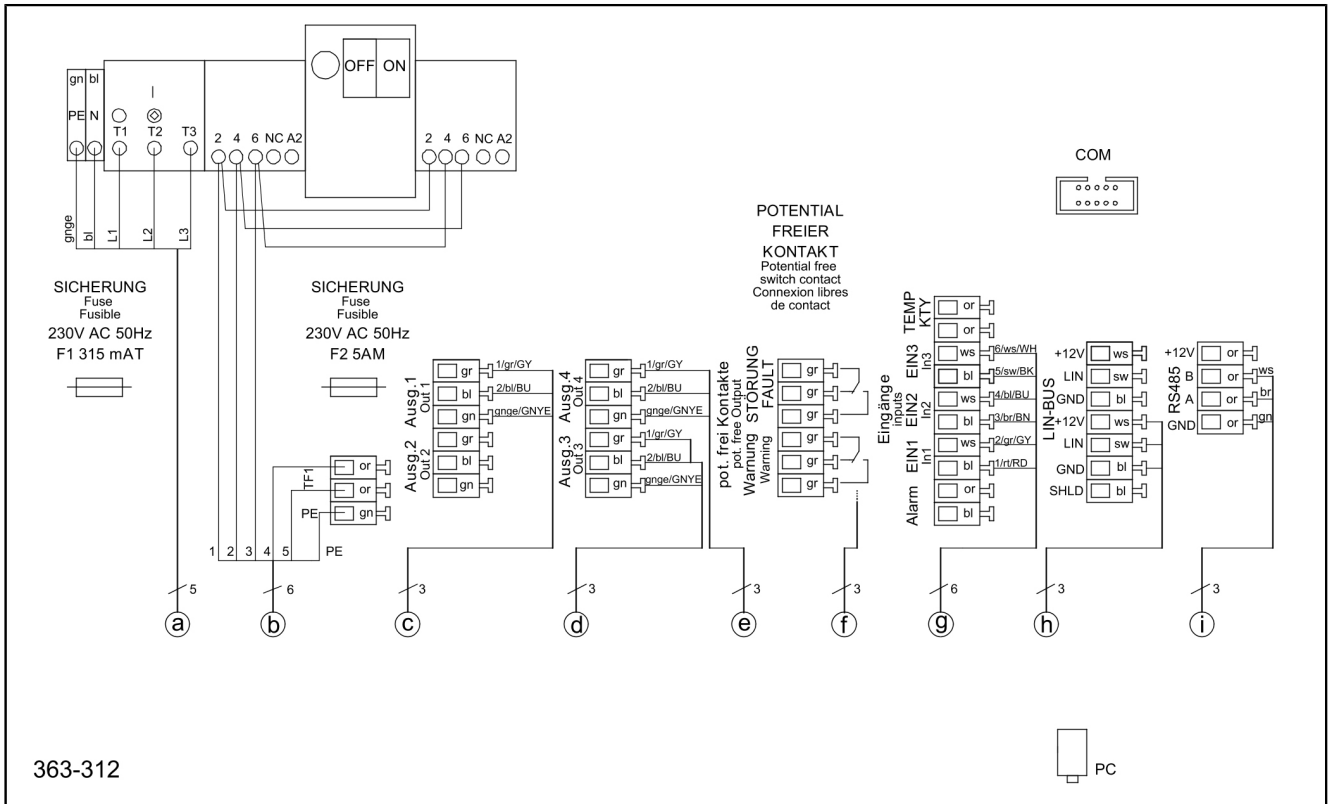 OFF ON
gn bl
PE N
T1 T2 T3
2 4 6 NC A2
2 4 6 NC A2
gnge
bl
L1
L2
L3
COM
SICHERUNG
Fuse
Fusible
230V AC 50Hz
F1 315 mAT
SICHERUNG
Fuse
Fusible
230V AC 50Hz
F2 5AM
TF1
or
or
PE gn
1 2 3 4 5 PE
Ausg.1
Out 1
gr 1/gr/GY
bl 2/bl/BU
gn gnge/GNYE
Ausg.2
Out 2
gr
bl
gn
Ausg.4
Out 4
gr 1/gr/GY
bl 2/bl/BU
gn gnge/GNYE
Ausg.3
Out 3
gr 1/gr/GY
bl 2/bl/BU
gn gnge/GNYE
POTENTIAL
FREIER
KONTAKT
Potential free
switch contact
Connexion libres
de contact
pot. frei Kontakte
pot. free Output
STÖRUNG
FAULT
Warnung
Warning
gr
gr
gr
gr
gr
gr
Eingänge
inputs
TEMP
KTY
or
or
EIN3
In3
ws 6/ws/WH
bl 5/sw/BK
EIN2
In2
ws 4/bl/BU
bl 3/br/BN
EIN1
In1
ws 2/gr/GY
bl 1/rt/RD
Alarm
or
bl
LIN-BUS
+12V ws
LIN sw
GND bl
+12V ws
LIN sw
GND bl
SHLD bl
RS485
+12V or
B or ws
A or br
GND or gn
5
6
3
3
3
3
6
3
3
a
b
c
d
e
f
g
h
i
363-312
PC